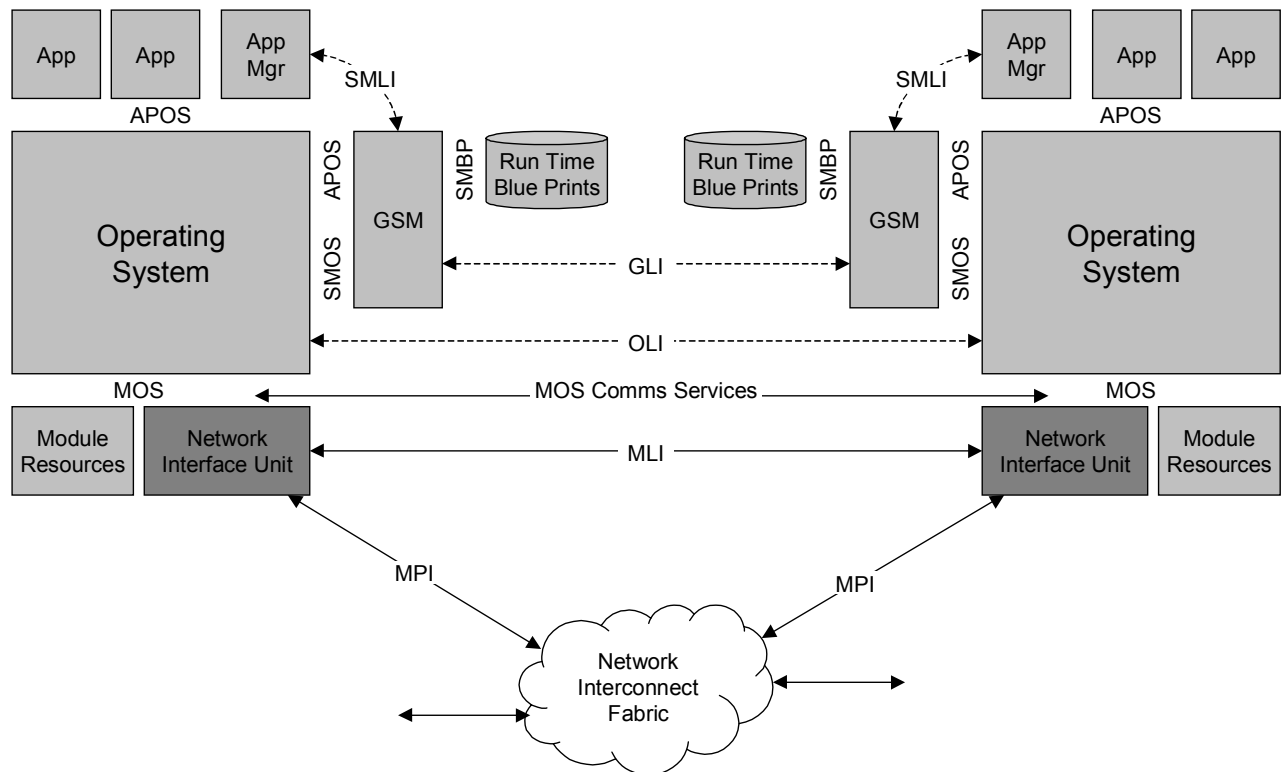 App
App
App
Mgr
SMLI
SMLI
App
Mgr
App
App
APOS
APOS
Operating
System
APOS
SMOS
GSM
SMBP
Run Time
Blue Prints
Run Time
Blue Prints
SMBP
GSM
APOS
SMOS
Operating
System
GLI
OLI
MOS
MOS Comms Services
MOS
Module
Resources
Network
Interface Unit
MLI
Network
Interface Unit
Module
Resources
MPI
MPI
Network
Interconnect
Fabric